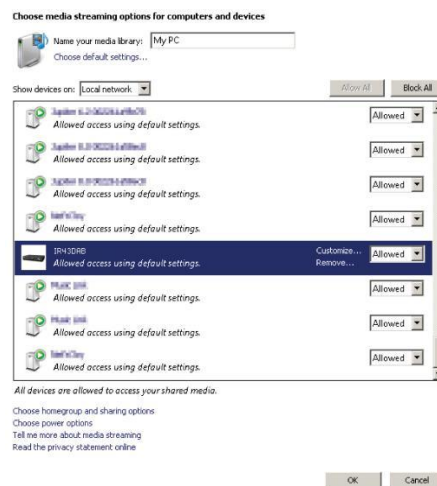 Choose media streaming options for computers and devices
Name your media library: My PC
Choose default settings...
Show devices on: Local network
Allow All Block All
Allowed
Allowed access using default settings.
Allowed
Allowed access using default settings.
Allowed
Allowed access using default settings.
Allowed
Allowed access using default settings.
IR43DAB Customize... Allowed
Allowed access using default settings. Remove...
Allowed
Allowed access using default settings.
Allowed
Allowed access using default settings.
Allowed
Allowed access using default settings.
All devices are allowed to access your shared media.
Choose homegroup and sharing options
Choose power options
Tell me more about media streaming
Read the privacy statement online
OK Cancel